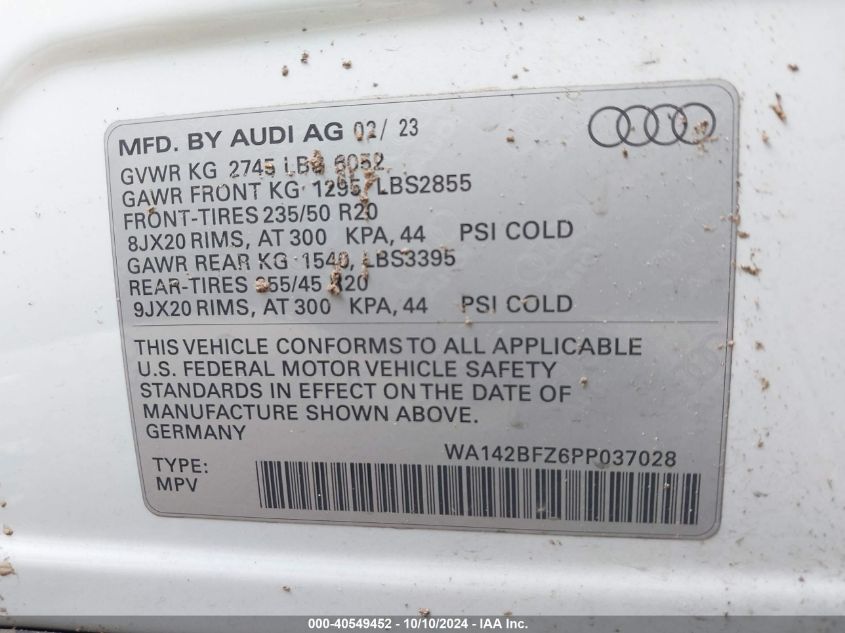 MFD. BY AUDI AG 02/ 23
GVWR KG 2745 LBS 6052
GAWR FRONT KG 1295, LBS2855
FRONT-TIRES 235/50 R20
8JX20 RIMS, AT 300 KPA, 44 PSI COLD
GAWR REAR KG 1540, LBS3395
REAR-TIRES 255/45 R20
9JX20 RIMS, AT 300 KPA, 44 PSI COLD
THIS VEHICLE CONFORMS TO ALL APPLICABLE
U.S. FEDERAL MOTOR VEHICLE SAFETY
STANDARDS IN EFFECT ON THE DATE OF
MANUFACTURE SHOWN ABOVE.
GERMANY
WA142BFZ6PP037028
TYPE:
MPV
000-40549452 - 10/10/2024 - IAA Inc.